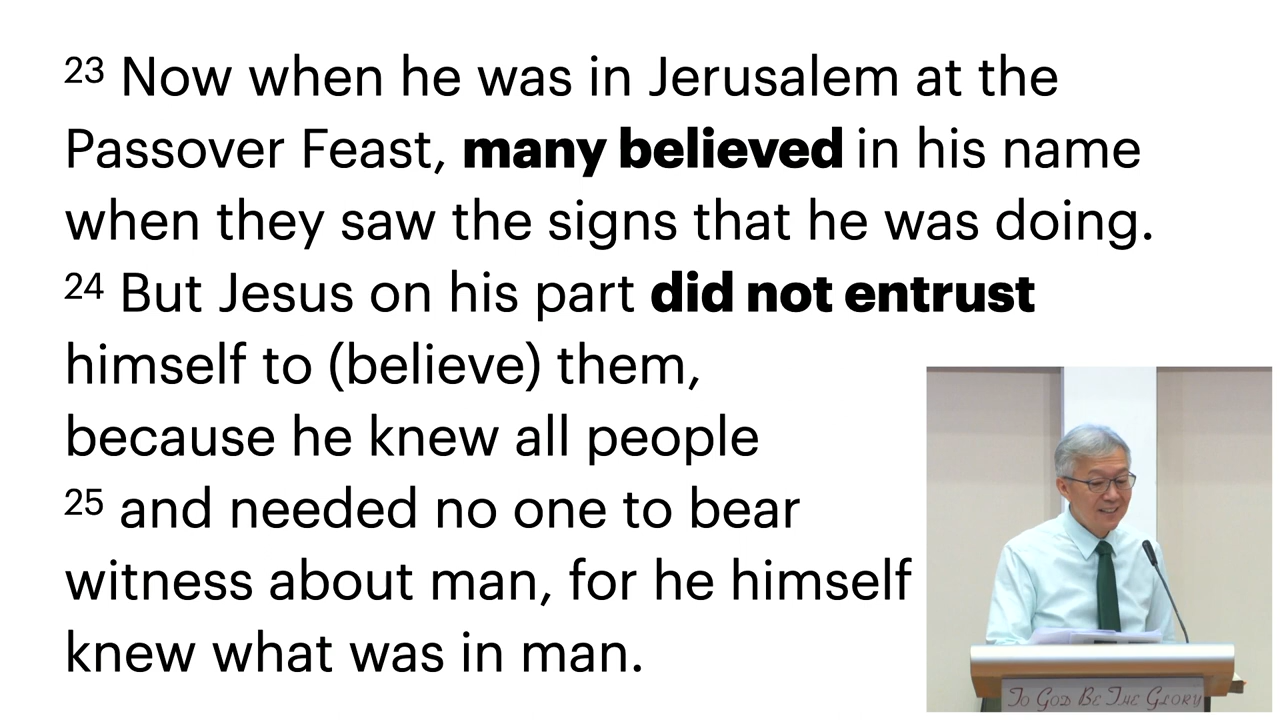 23 Now when he was in Jerusalem at the
Passover Feast, many believed in his name
when they saw the signs that he was doing.
24 But Jesus on his part did not entrust
himself to (believe) them,
because he knew all people
25 and needed no one to bear
witness about man, for he himself
knew what was in man.
To God Be The Glory